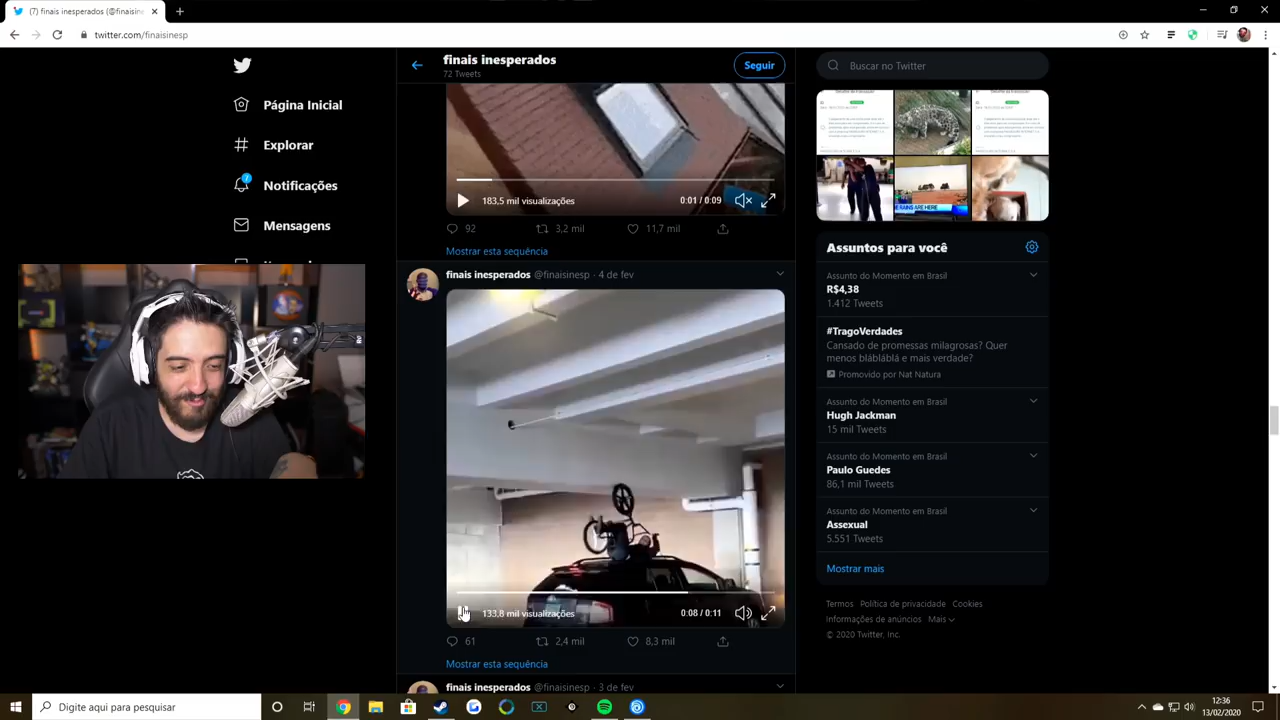 (7) finais inesperados (@finaisine
twitter.com/finaisinesp
Página Inicial
Explorar
7
Notificações
Mensagens
finais inesperados
72 Tweets
Seguir
183,5 mil visualizações
0:01 / 0:09
92
3,2 mil
11,7 mil
Mostrar esta sequência
finais inesperados @finaisinesp · 4 de fev
133,8 mil visualizações
0:08 / 0:11
61
2,4 mil
8,3 mil
Mostrar esta sequência
finais inesperados @finaisinesp · 3 de fev
Buscar no Twitter
E RAINS ARE HERE
Assuntos para você
Assunto do Momento em Brasil
R$4,38
1.412 Tweets
#TragoVerdades
Cansado de promessas milagrosas? Quer
menos blábláblá e mais verdade?
Promovido por Nat Natura
Assunto do Momento em Brasil
Hugh Jackman
15 mil Tweets
Assunto do Momento em Brasil
Paulo Guedes
86,1 mil Tweets
Assunto do Momento em Brasil
Assexual
5.551 Tweets
Mostrar mais
Termos Política de privacidade Cookies
Informações de anúncios Mais
© 2020 Twitter, Inc.
Digite aqui para pesquisar
12:36
13/02/2020